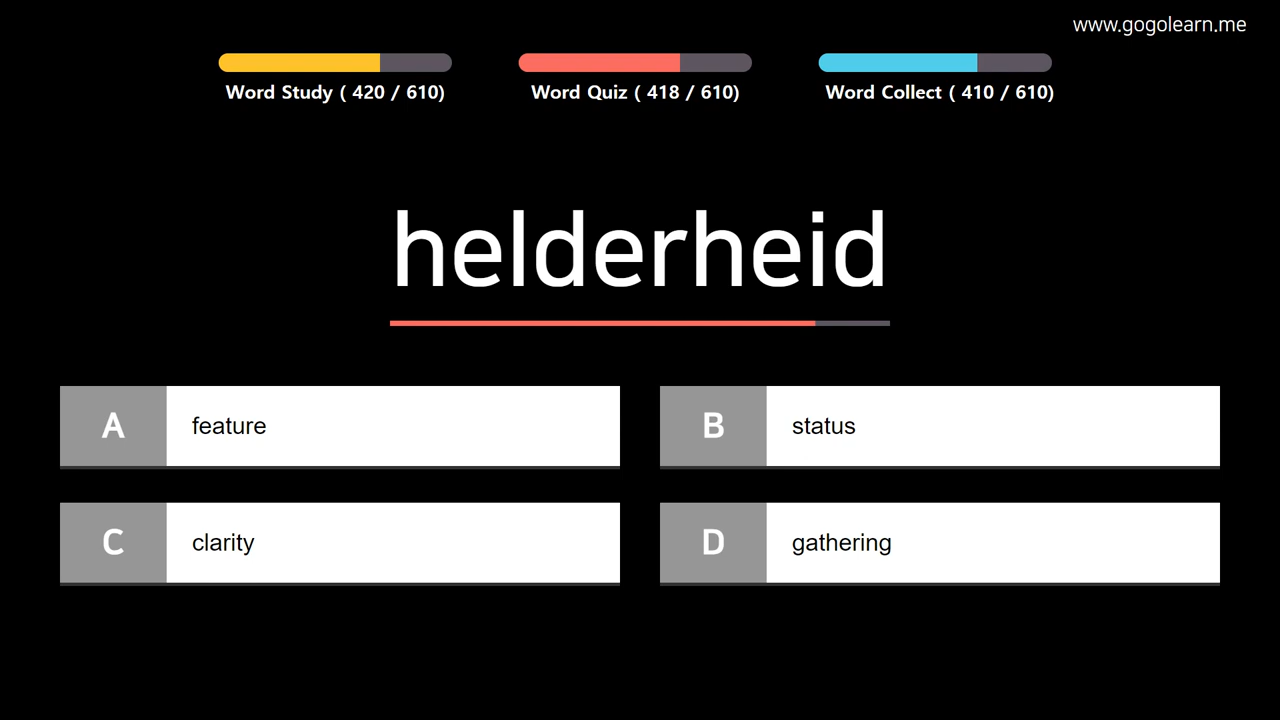 www.gogolearn.me
Word Study ( 420 / 610)
Word Quiz ( 418 / 610)
Word Collect ( 410 / 610)
helderheid
A feature
B status
C clarity
D gathering